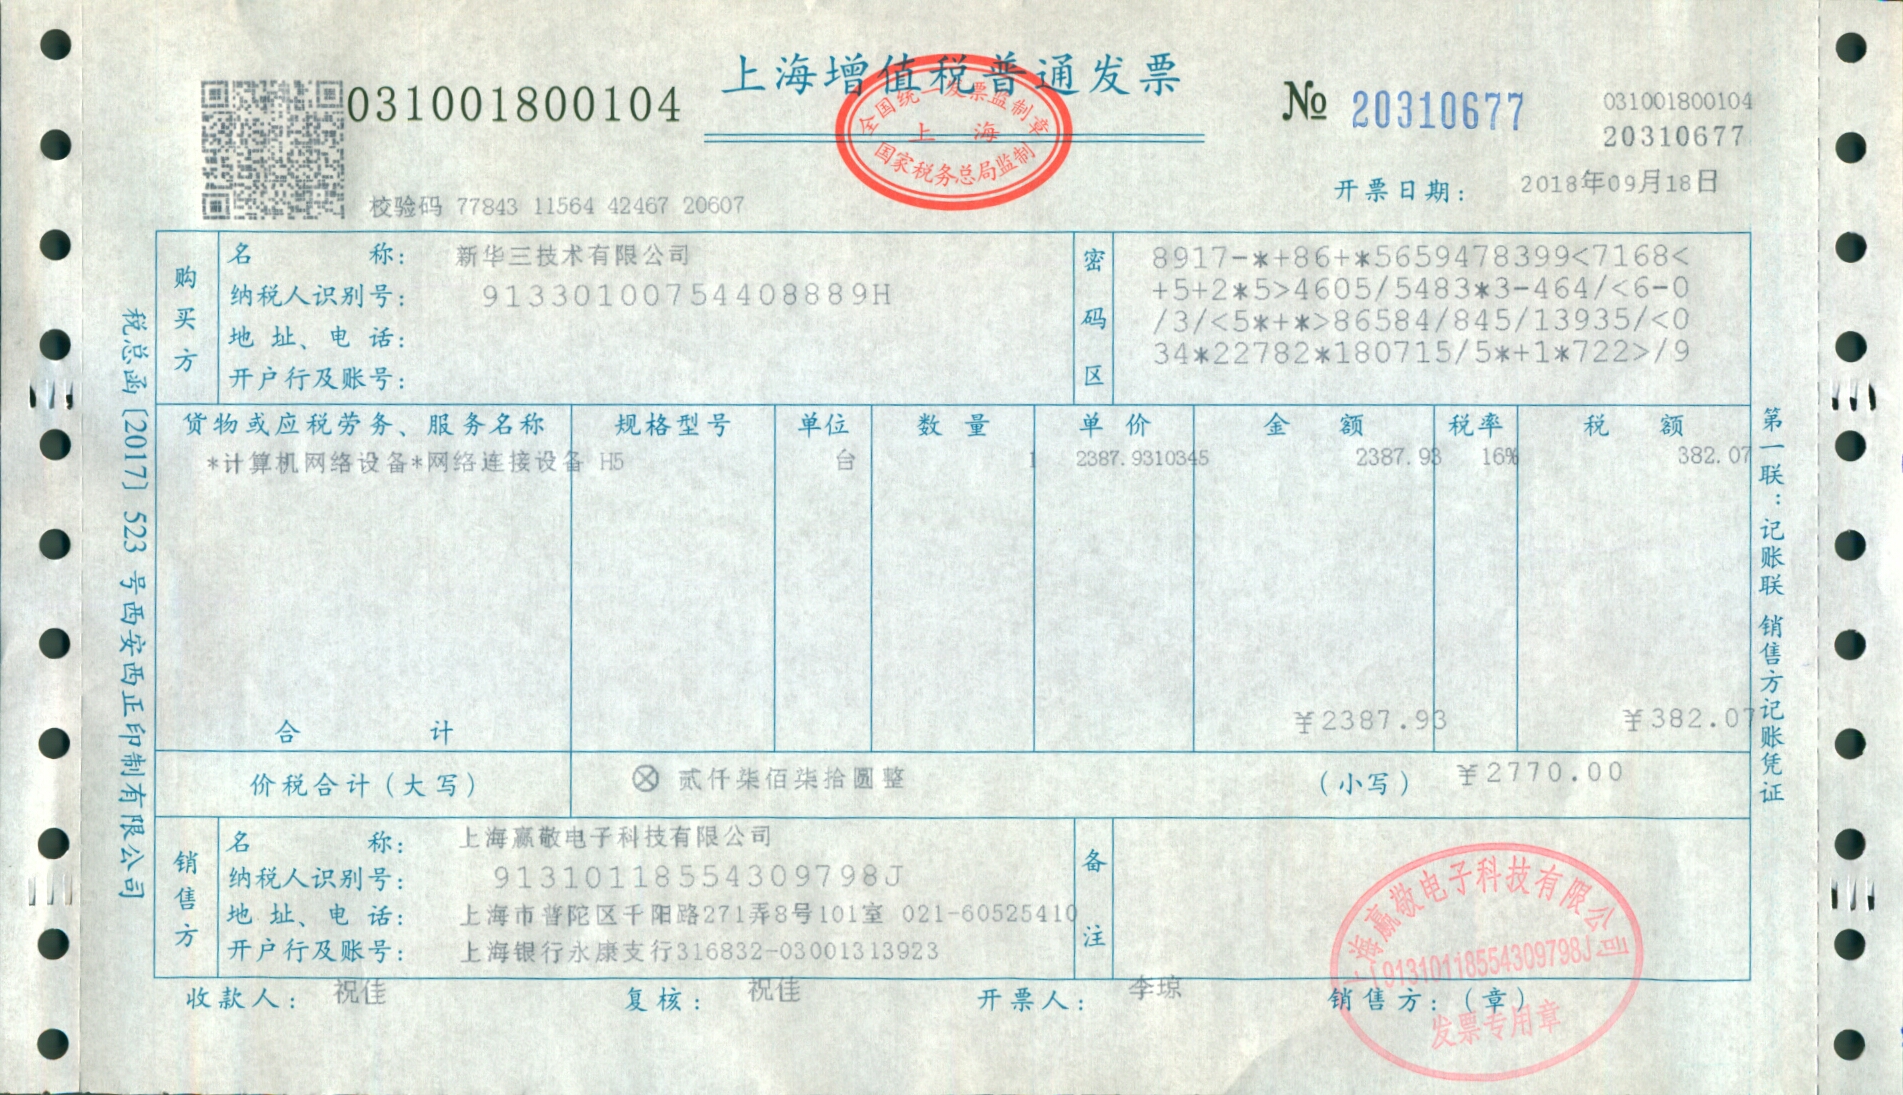 上海增值税普通发票
031001800104
№ 20310677
031001800104
20310677
全国统一发票监制章
上海
国家税务总局监制
校验码 77843 11564 42467 20607
开票日期: 2018年09月18日
购买方
名称: 新华三技术有限公司
纳税人识别号: 91330100754408889H
地址、电话:
开户行及账号:
密码区
8917-*+86+*5659478399<7168<
+5+2*5>4605/5483*3-464/<6-0
/3/<5*+*>86584/845/13935/<0
34*22782*180715/5*+1*722>/9
货物或应税劳务、服务名称 规格型号 单位 数量 单价 金额 税率 税额
*计算机网络设备*网络连接设备 H5 台 1 2387.9310345 2387.93 16% 382.07
合计 ¥2387.93 ¥382.07
价税合计(大写) ⊗ 贰仟柒佰柒拾圆整 (小写) ¥2770.00
销售方
名称: 上海赢敬电子科技有限公司
纳税人识别号: 91310118554309798J
地址、电话: 上海市普陀区千阳路271弄8号101室 021-60525410
开户行及账号: 上海银行永康支行316832-03001313923
备注
收款人: 祝佳 复核: 祝佳 开票人: 李琼 销售方:(章)
上海赢敬电子科技有限公司
91310118554309798J
发票专用章
税总函〔2017〕523号西安西正印制有限公司
第一联:记账联 销售方记账凭证